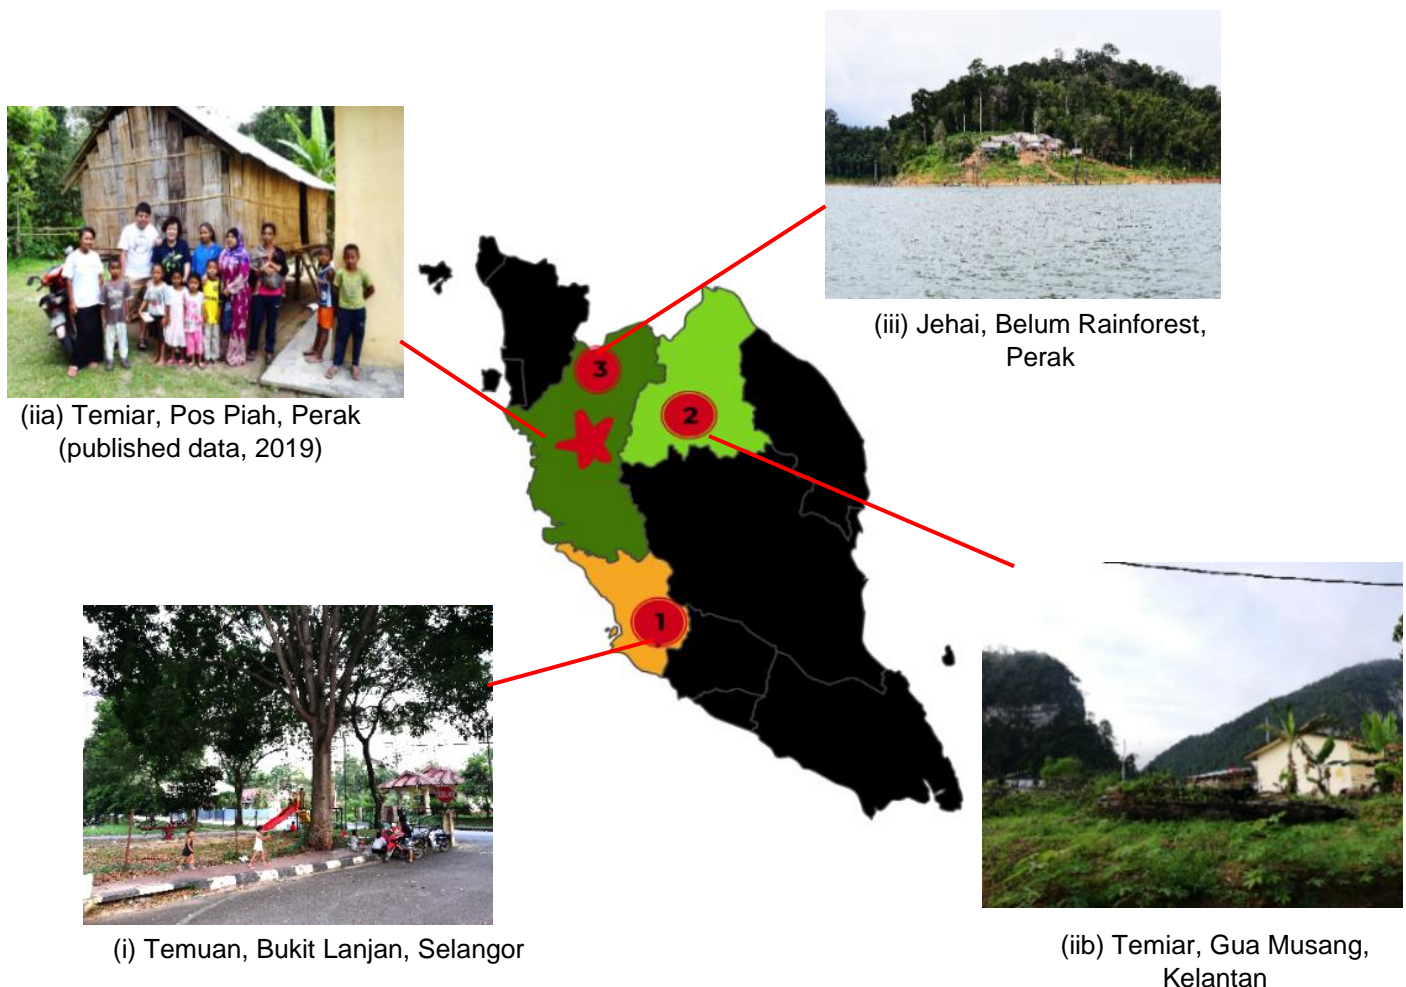 (iii) Jehai, Belum Rainforest,
Perak
3
(iia) Temiar, Pos Piah, Perak
(published data, 2019)
2
1
(i) Temuan, Bukit Lanjan, Selangor
(iib) Temiar, Gua Musang,
Kelantan